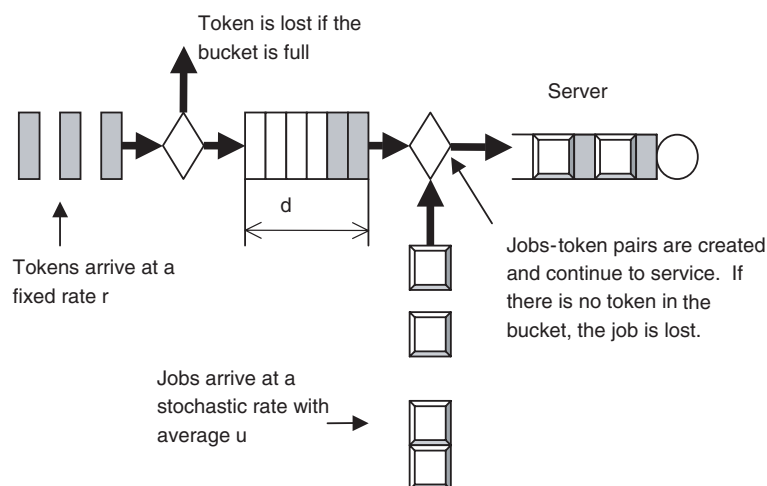 Token is lost if the
bucket is full
Server
d
Tokens arrive at a
fixed rate r
Jobs-token pairs are created
and continue to service. If
there is no token in the
bucket, the job is lost.
Jobs arrive at a
stochastic rate with
average u